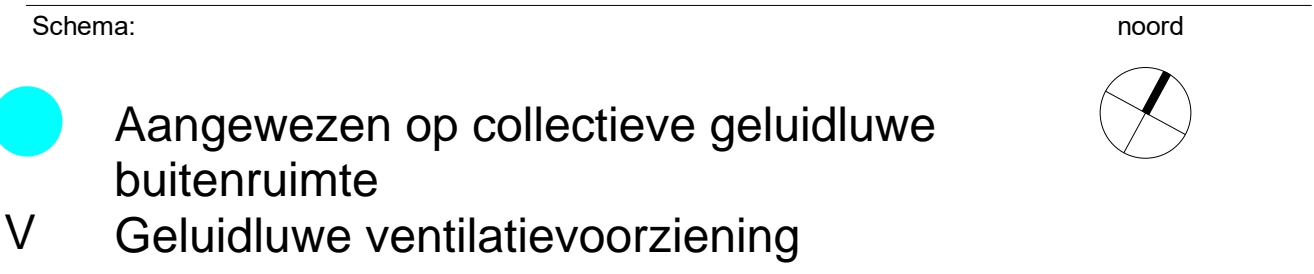 Schema:
noord
Aangewezen op collectieve geluidluwe
buitenruimte
V Geluidluwe ventilatievoorziening